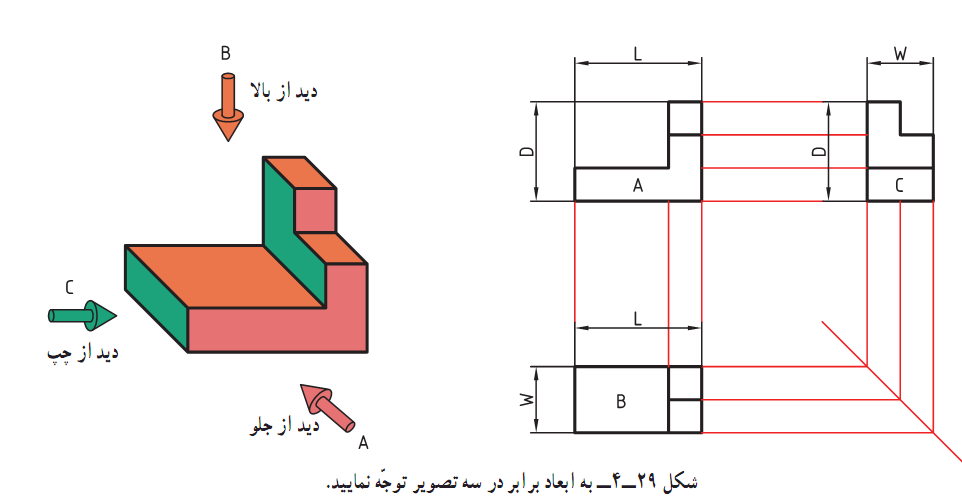 B
دید از بالا
C
دید از چپ
دید از جلو
A
L
W
D
D
A
C
L
W
B
شکل ۲۹ــ۴ــ به ابعاد برابر در سه تصویر توجّه نمایید.